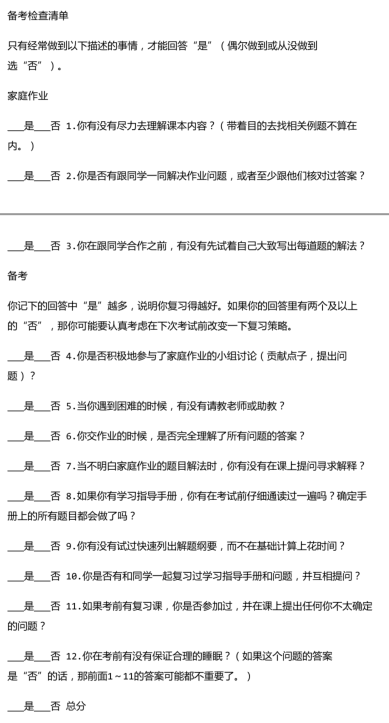 备考检查清单
只有经常做到以下描述的事情，才能回答“是”（偶尔做到或从没做到
选“否”）。
家庭作业
___是___否 1.你有没有尽力去理解课本内容？（带着目的去找相关例题不算在
内。）
___是___否 2.你是否有跟同学一同解决作业问题，或者至少跟他们核对过答案？
___是___否 3.你在跟同学合作之前，有没有先试着自己大致写出每道题的解法？
备考
你记下的回答中“是”越多，说明你复习得越好。如果你的回答里有两个及以上
的“否”，那你可能要认真考虑在下次考试前改变一下复习策略。
___是___否 4.你是否积极地参与了家庭作业的小组讨论（贡献点子，提出问
题）？
___是___否 5.当你遇到困难的时候，有没有请教老师或助教？
___是___否 6.你交作业的时候，是否完全理解了所有问题的答案？
___是___否 7.当不明白家庭作业的题目解法时，你有没有在课上提问寻求解释？
___是___否 8.如果你有学习指导手册，你有在考试前仔细通读过一遍吗？确定手
册上的所有题目都会做了吗？
___是___否 9.你有没有试过快速列出解题纲要，而不在基础计算上花时间？
___是___否 10.你是否有和同学一起复习过学习指导手册和问题，并互相提问？
___是___否 11.如果考前有复习课，你是否参加过，并在课上提出任何你不太确定
的问题？
___是___否 12.你在考前有没有保证合理的睡眠？（如果这个问题的答案
是“否”的话，那前面1～11的答案可能都不重要了。）
___是___否 总分